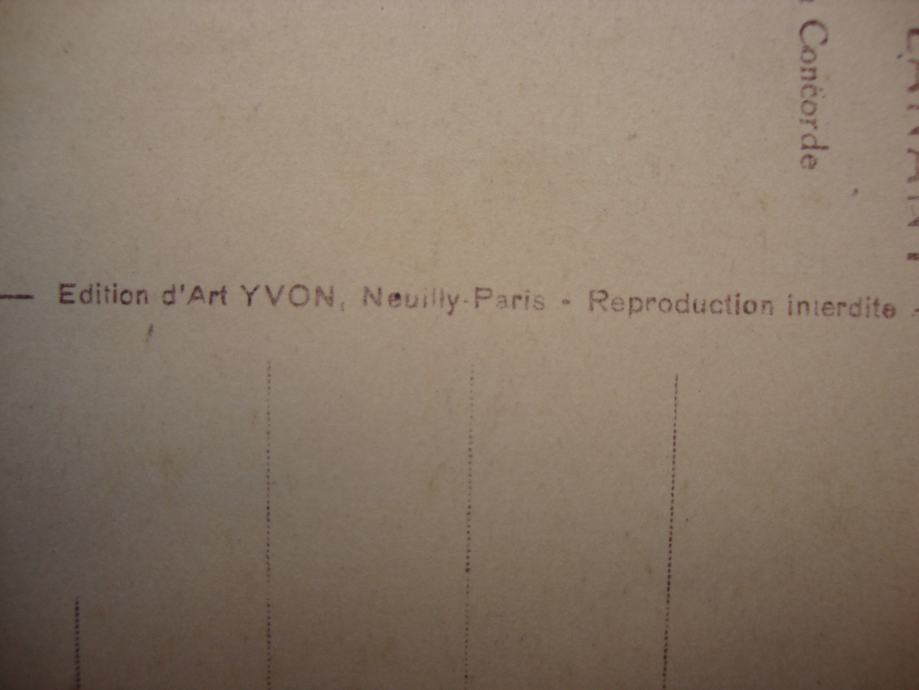 Concorde
— Edition d'Art YVON, Neuilly-Paris - Reproduction interdite -